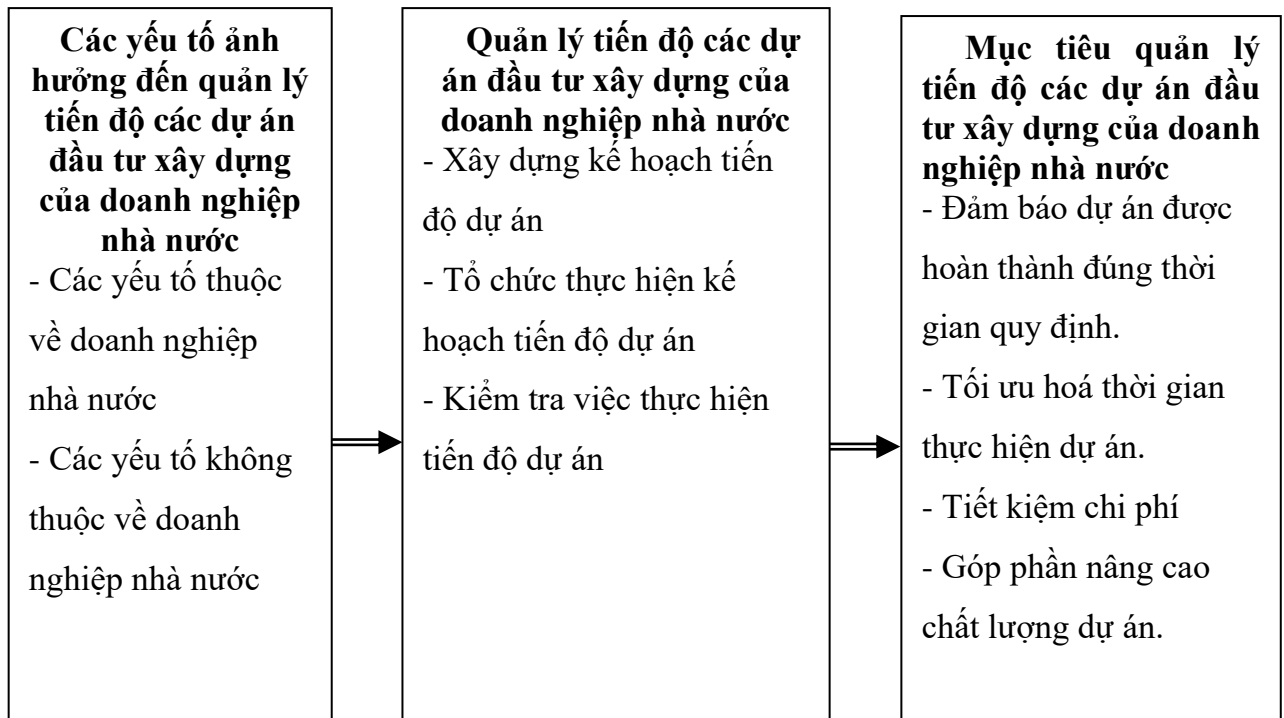 Các yếu tố ảnh
hưởng đến quản lý
tiến độ các dự án
đầu tư xây dựng
của doanh nghiệp
nhà nước
- Các yếu tố thuộc
về doanh nghiệp
nhà nước
- Các yếu tố không
thuộc về doanh
nghiệp nhà nước
Quản lý tiến độ các dự
án đầu tư xây dựng của
doanh nghiệp nhà nước
- Xây dựng kế hoạch tiến
độ dự án
- Tổ chức thực hiện kế
hoạch tiến độ dự án
- Kiểm tra việc thực hiện
tiến độ dự án
Mục tiêu quản lý
tiến độ các dự án đầu
tư xây dựng của doanh
nghiệp nhà nước
- Đảm bảo dự án được
hoàn thành đúng thời
gian quy định.
- Tối ưu hoá thời gian
thực hiện dự án.
- Tiết kiệm chi phí
- Góp phần nâng cao
chất lượng dự án.